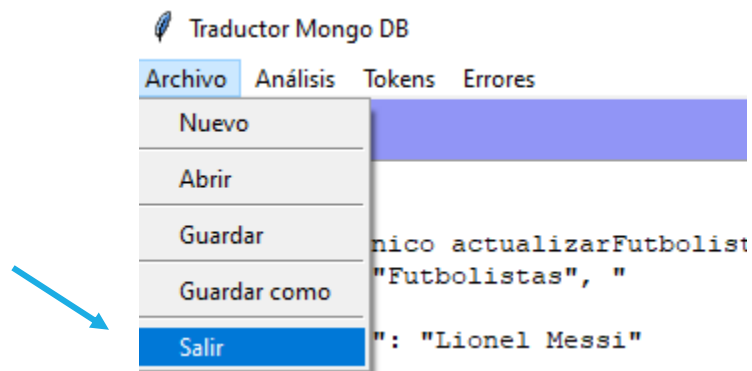 Traductor Mongo DB
Archivo Análisis Tokens Errores
Nuevo
Abrir
Guardar
nico actualizarFutbolist
"Futbolistas", "
Guardar como
": "Lionel Messi"
Salir